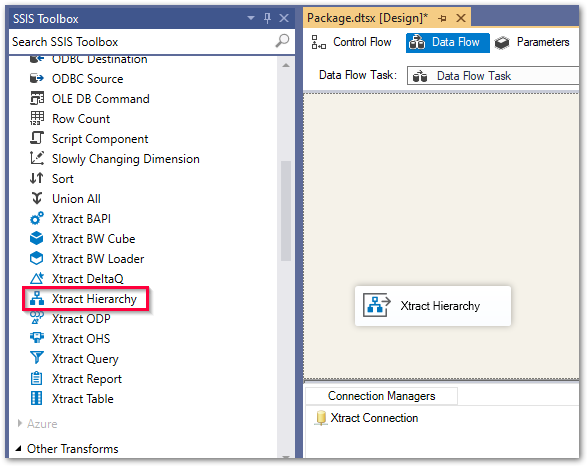 SSIS Toolbox
Search SSIS Toolbox
ODBC Destination
ODBC Source
OLE DB Command
Row Count
Script Component
Slowly Changing Dimension
Sort
Union All
Xtract BAPI
Xtract BW Cube
Xtract BW Loader
Xtract DeltaQ
Xtract Hierarchy
Xtract ODP
Xtract OHS
Xtract Query
Xtract Report
Xtract Table
Azure
Other Transforms
Package.dtsx [Design]*
Control Flow
Data Flow
Parameters
Data Flow Task:
Data Flow Task
Xtract Hierarchy
Connection Managers
Xtract Connection